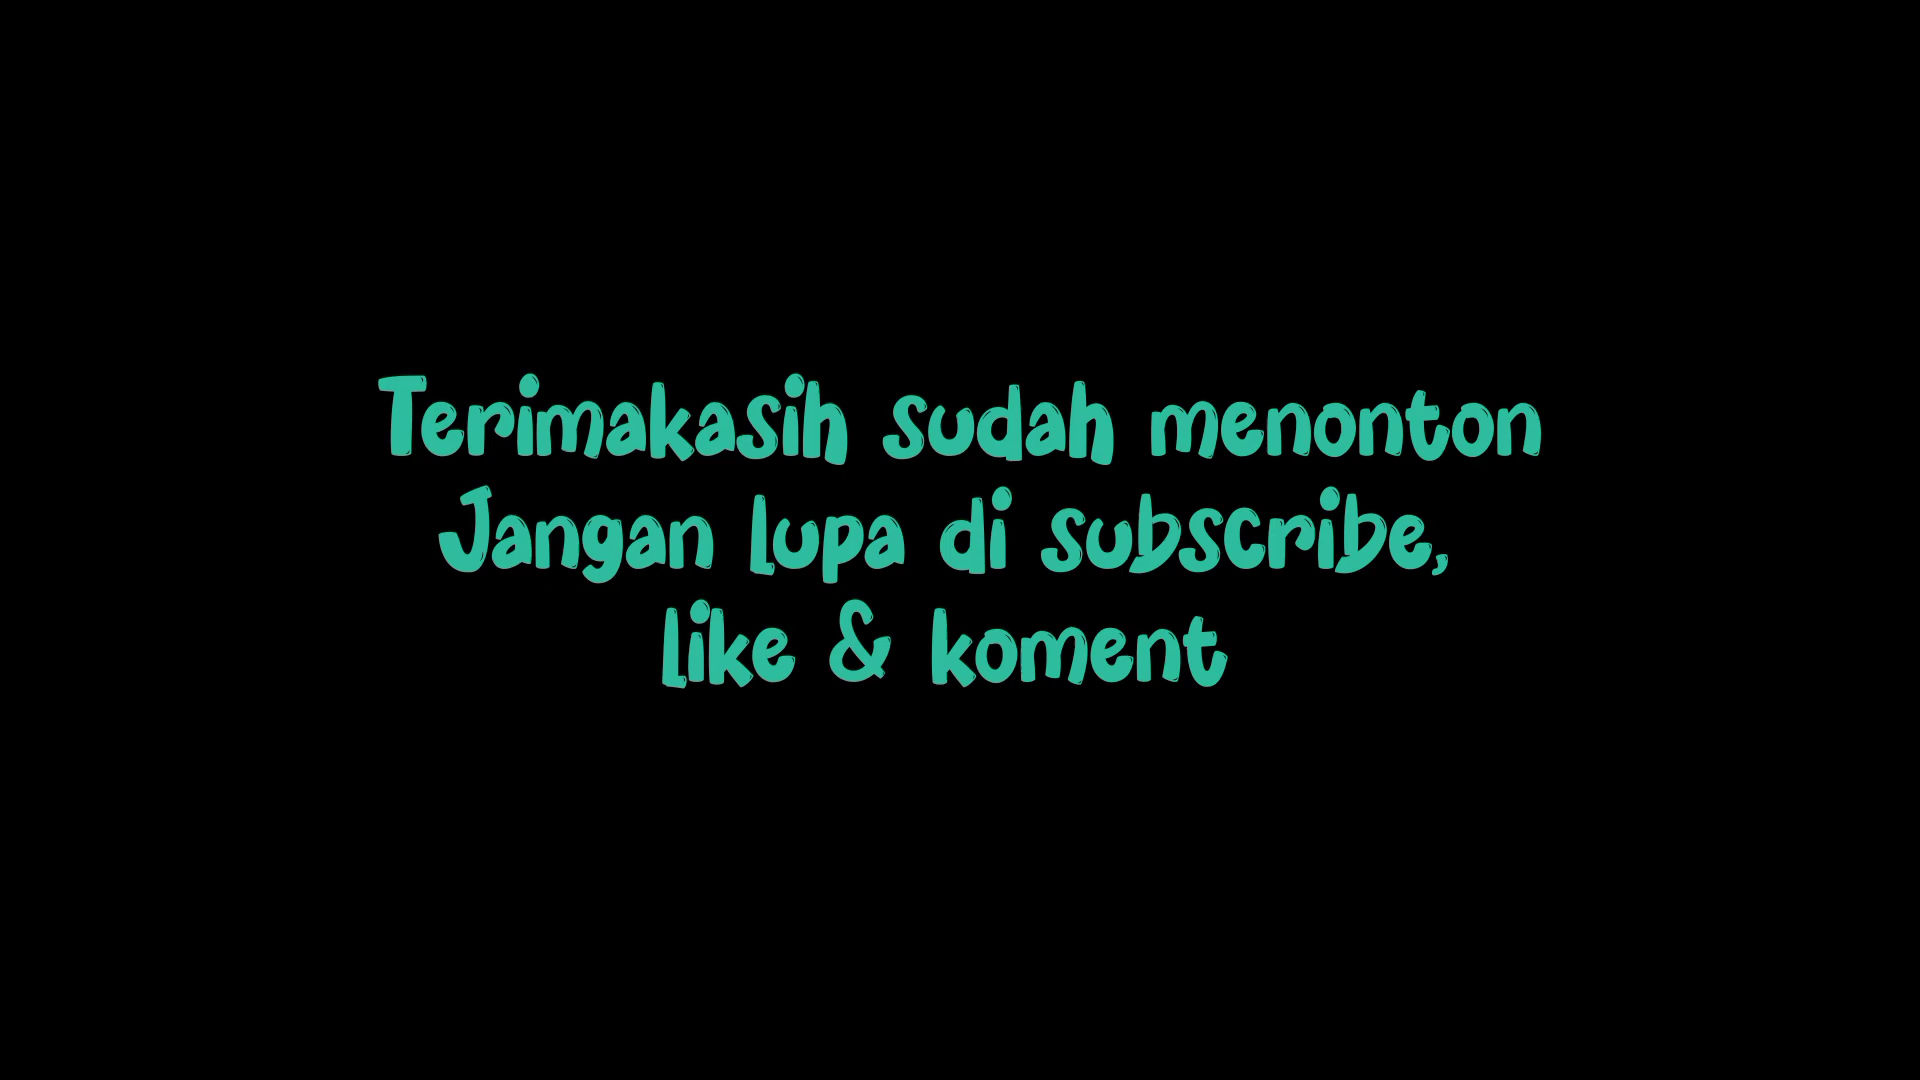 Terimakasih sudah menonton
Jangan lupa di subscribe,
like & koment